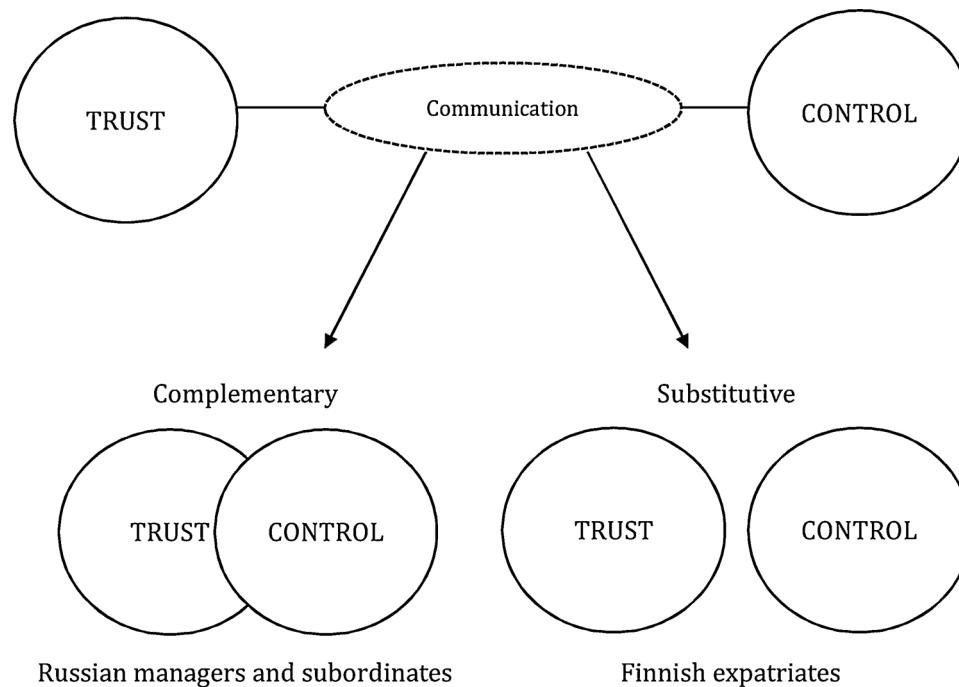 TRUST
Communication
CONTROL
Complementary
Substitutive
TRUST
CONTROL
TRUST
CONTROL
Russian managers and subordinates
Finnish expatriates